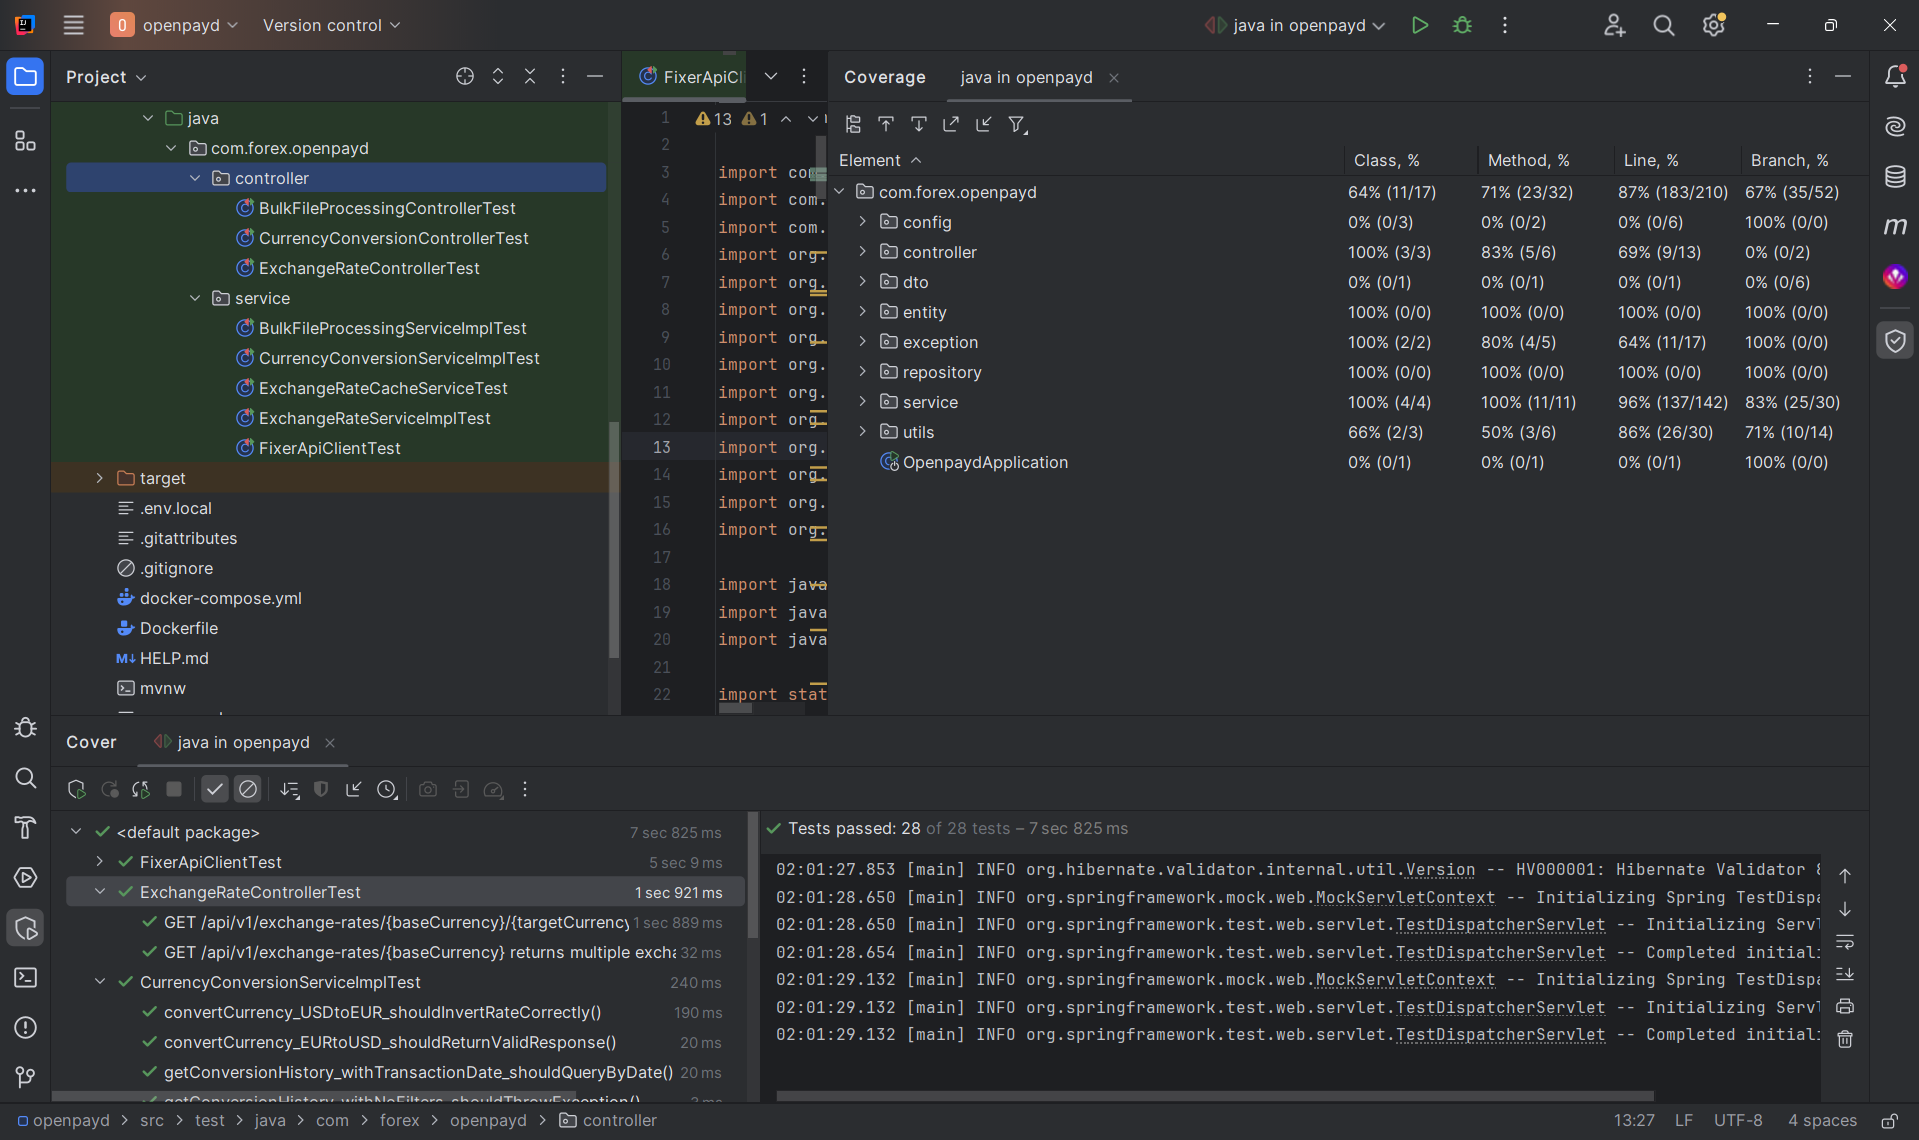 O openpayd Version control java in openpayd
Project
java
com.forex.openpayd
controller
BulkFileProcessingControllerTest
CurrencyConversionControllerTest
ExchangeRateControllerTest
service
BulkFileProcessingServiceImplTest
CurrencyConversionServiceImplTest
ExchangeRateCacheServiceTest
ExchangeRateServiceImplTest
FixerApiClientTest
target
.env.local
.gitattributes
.gitignore
docker-compose.yml
Dockerfile
M↓ HELP.md
mvnw
FixerApiCl
13 1
1
2
3 import com
4 import com.
5 import com.
6 import org.
7 import org.
8 import org.
9 import org.
10 import org.
11 import org.
12 import org.
13 import org.
14 import org.
15 import org.
16 import org.
17
18 import java
19 import java
20 import java
21
22 import stat
Coverage java in openpayd
Element Class, % Method, % Line, % Branch, %
com.forex.openpayd 64% (11/17) 71% (23/32) 87% (183/210) 67% (35/52)
config 0% (0/3) 0% (0/2) 0% (0/6) 100% (0/0)
controller 100% (3/3) 83% (5/6) 69% (9/13) 0% (0/2)
dto 0% (0/1) 0% (0/1) 0% (0/1) 0% (0/6)
entity 100% (0/0) 100% (0/0) 100% (0/0) 100% (0/0)
exception 100% (2/2) 80% (4/5) 64% (11/17) 100% (0/0)
repository 100% (0/0) 100% (0/0) 100% (0/0) 100% (0/0)
service 100% (4/4) 100% (11/11) 96% (137/142) 83% (25/30)
utils 66% (2/3) 50% (3/6) 86% (26/30) 71% (10/14)
OpenpaydApplication 0% (0/1) 0% (0/1) 0% (0/1) 100% (0/0)
m
Cover java in openpayd
<default package> 7 sec 825 ms
FixerApiClientTest 5 sec 9 ms
ExchangeRateControllerTest 1 sec 921 ms
GET /api/v1/exchange-rates/{baseCurrency}/{targetCurrency 1 sec 889 ms
GET /api/v1/exchange-rates/{baseCurrency} returns multiple excha 32 ms
CurrencyConversionServiceImplTest 240 ms
convertCurrency_USDtoEUR_shouldInvertRateCorrectly() 190 ms
convertCurrency_EURtoUSD_shouldReturnValidResponse() 20 ms
getConversionHistory_withTransactionDate_shouldQueryByDate() 20 ms
getConversionHistory_withNoFilters_shouldThrowException()
Tests passed: 28 of 28 tests – 7 sec 825 ms
02:01:27.853 [main] INFO org.hibernate.validator.internal.util.Version -- HV000001: Hibernate Validator 8
02:01:28.650 [main] INFO org.springframework.mock.web.MockServletContext -- Initializing Spring TestDispa
02:01:28.650 [main] INFO org.springframework.test.web.servlet.TestDispatcherServlet -- Initializing Servl
02:01:28.654 [main] INFO org.springframework.test.web.servlet.TestDispatcherServlet -- Completed initiali
02:01:29.132 [main] INFO org.springframework.mock.web.MockServletContext -- Initializing Spring TestDispa
02:01:29.132 [main] INFO org.springframework.test.web.servlet.TestDispatcherServlet -- Initializing Servl
02:01:29.132 [main] INFO org.springframework.test.web.servlet.TestDispatcherServlet -- Completed initiali
openpayd > src > test > java > com > forex > openpayd > controller 13:27 LF UTF-8 4 spaces